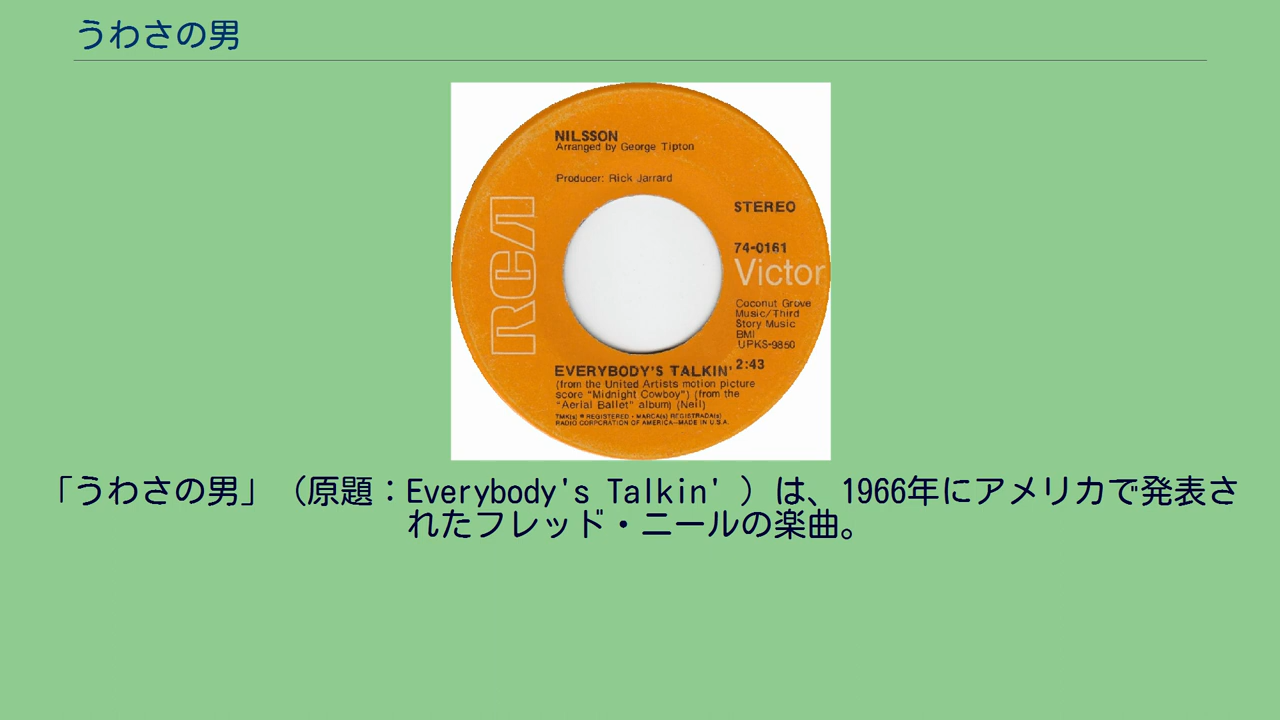 うわさの男
NILSSON
Arranged by George Tipton
Producer: Rick Jarrard
RCA
STEREO
74-0161
Victor
Coconut Grove
Music/Third
Story Music
BMI
UPKS-9850
2:43
EVERYBODY'S TALKIN'
(from the United Artists motion picture
score "Midnight Cowboy") (from the
"Aerial Ballet" album) (Neil)
TMK(s) ® REGISTERED • MARCA(s) REGISTRADA(s)
RADIO CORPORATION OF AMERICA—MADE IN U.S.A.
「うわさの男」（原題：Everybody's Talkin' ）は、1966年にアメリカで発表さ
れたフレッド・ニールの楽曲。